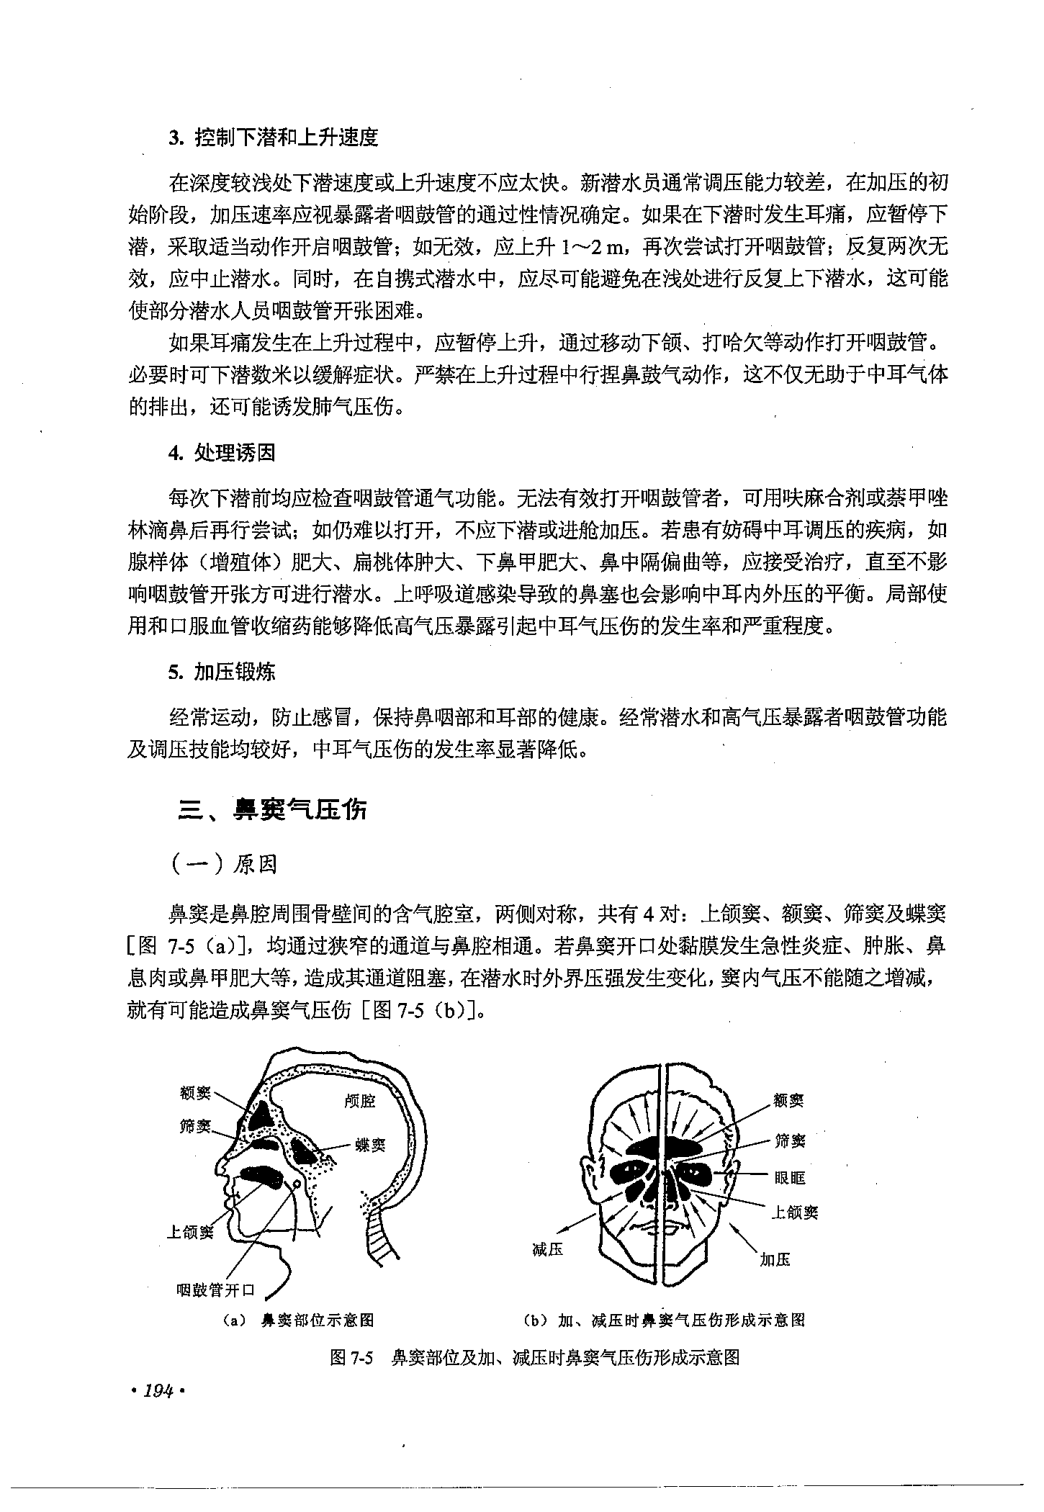 3. 控制下潜和上升速度
在深度较浅处下潜速度或上升速度不应太快。新潜水员通常调压能力较差，在加压的初
始阶段，加压速率应视暴露者咽鼓管的通过性情况确定。如果在下潜时发生耳痛，应暂停下
潜，采取适当动作开启咽鼓管；如无效，应上升 1～2 m，再次尝试打开咽鼓管；反复两次无
效，应中止潜水。同时，在自携式潜水中，应尽可能避免在浅处进行反复上下潜水，这可能
使部分潜水人员咽鼓管开张困难。
如果耳痛发生在上升过程中，应暂停上升，通过移动下颌、打哈欠等动作打开咽鼓管。
必要时可下潜数米以缓解症状。严禁在上升过程中行捏鼻鼓气动作，这不仅无助于中耳气体
的排出，还可能诱发肺气压伤。
4. 处理诱因
每次下潜前均应检查咽鼓管通气功能。无法有效打开咽鼓管者，可用呋麻合剂或萘甲唑
林滴鼻后再行尝试；如仍难以打开，不应下潜或进舱加压。若患有妨碍中耳调压的疾病，如
腺样体（增殖体）肥大、扁桃体肿大、下鼻甲肥大、鼻中隔偏曲等，应接受治疗，直至不影
响咽鼓管开张方可进行潜水。上呼吸道感染导致的鼻塞也会影响中耳内外压的平衡。局部使
用和口服血管收缩药能够降低高气压暴露引起中耳气压伤的发生率和严重程度。
5. 加压锻炼
经常运动，防止感冒，保持鼻咽部和耳部的健康。经常潜水和高气压暴露者咽鼓管功能
及调压技能均较好，中耳气压伤的发生率显著降低。
三、鼻窦气压伤
（一）原因
鼻窦是鼻腔周围骨壁间的含气腔室，两侧对称，共有 4 对：上颌窦、额窦、筛窦及蝶窦
［图 7-5（a）］，均通过狭窄的通道与鼻腔相通。若鼻窦开口处黏膜发生急性炎症、肿胀、鼻
息肉或鼻甲肥大等，造成其通道阻塞，在潜水时外界压强发生变化，窦内气压不能随之增减，
就有可能造成鼻窦气压伤［图 7-5（b）］。
额窦
筛窦
颅腔
蝶窦
上颌窦
咽鼓管开口
（a） 鼻窦部位示意图
额窦
筛窦
眼眶
上颌窦
减压
加压
（b）加、减压时鼻窦气压伤形成示意图
图 7-5 鼻窦部位及加、减压时鼻窦气压伤形成示意图
· 194 ·